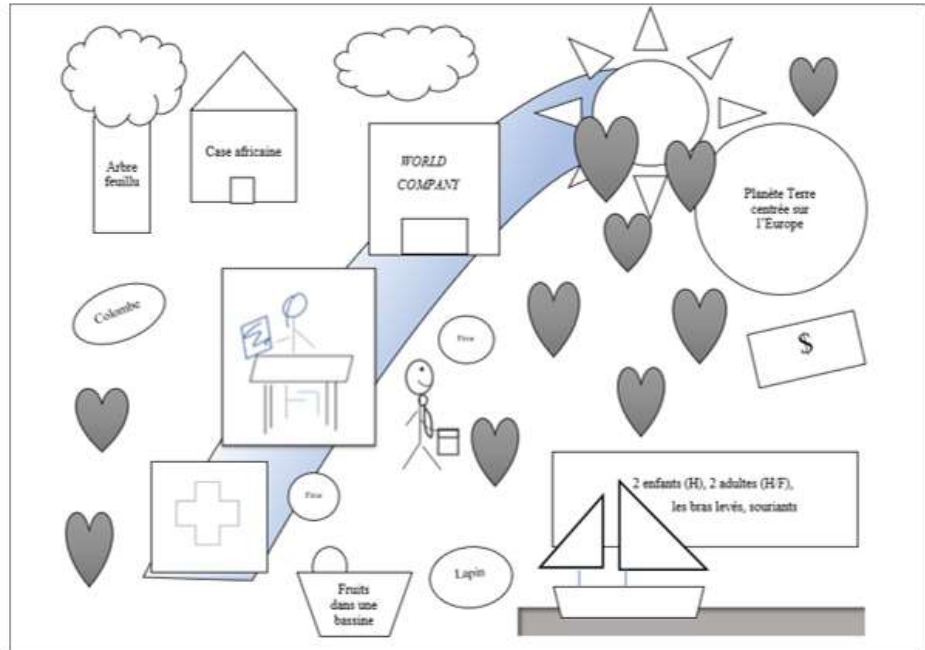 Arbre
feuillu
Case africaine
WORLD
COMPANY
Planète Terre
centrée sur
l'Europe
Colombe
$
2 enfants (H), 2 adultes (H/F),
les bras levés, souriants
Fruits
dans une
bassine
Lapin